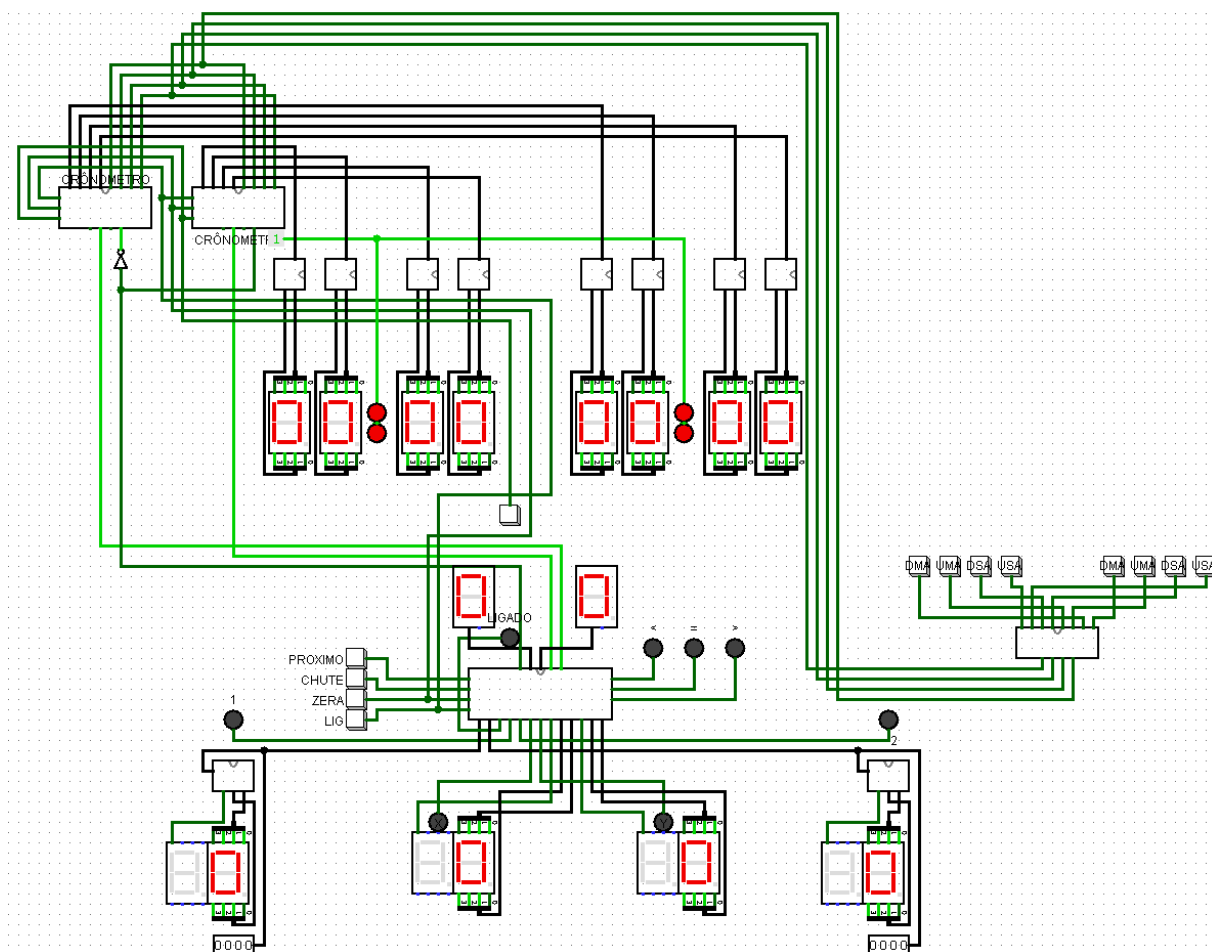 CRÔNOMETRO
CRÔNOMETR 1
DMA UMA DSA USA DMA UMA DSA USA
LIGADO
< = >
PROXIMO
CHUTE
ZERA
LIG
1
2
X Y
0000 0000